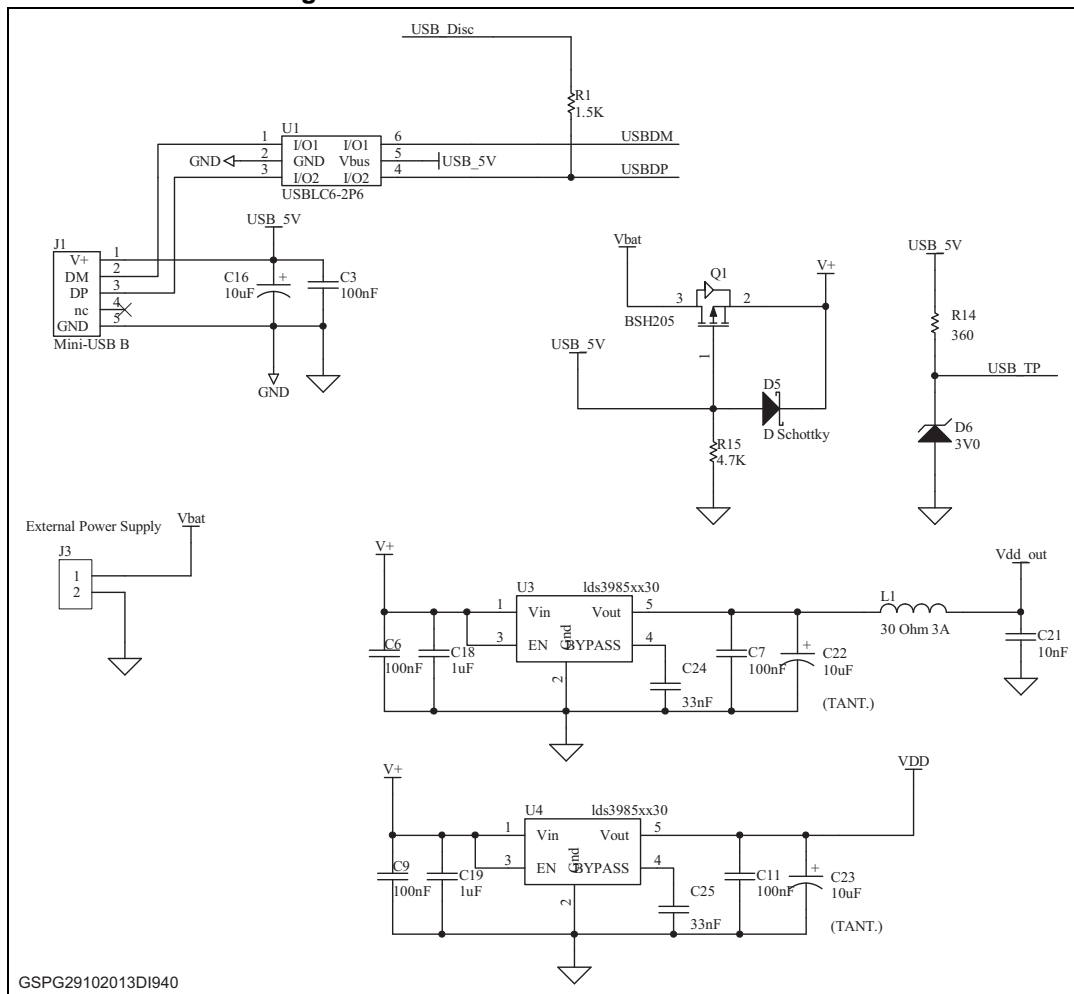 USB_Disc
R1
1.5K
U1
1 I/O1 I/O1 6 USBDM
GND 2 GND Vbus 5 USB_5V
3 I/O2 I/O2 4 USBDP
USBLC6-2P6
USB_5V
J1
V+ 1
DM 2
DP 3
nc 4
GND 5
Mini-USB B
C16
10uF
C3
100nF
GND
Vbat
Q1
V+
3 2
BSH205
1
USB_5V
D5
D Schottky
R15
4.7K
USB_5V
R14
360
USB_TP
D6
3V0
External Power Supply
Vbat
J3
1
2
V+
U3 lds3985xx30
1 Vin Vout 5
3 EN BYPASS 4
Gnd
2
C6
100nF
C18
1uF
C24
33nF
C7
100nF
C22
10uF
(TANT.)
L1
30 Ohm 3A
Vdd_out
C21
10nF
V+
U4 lds3985xx30
1 Vin Vout 5
3 EN BYPASS 4
Gnd
2
C9
100nF
C19
1uF
C25
33nF
C11
100nF
C23
10uF
(TANT.)
VDD
GSPG29102013DI940